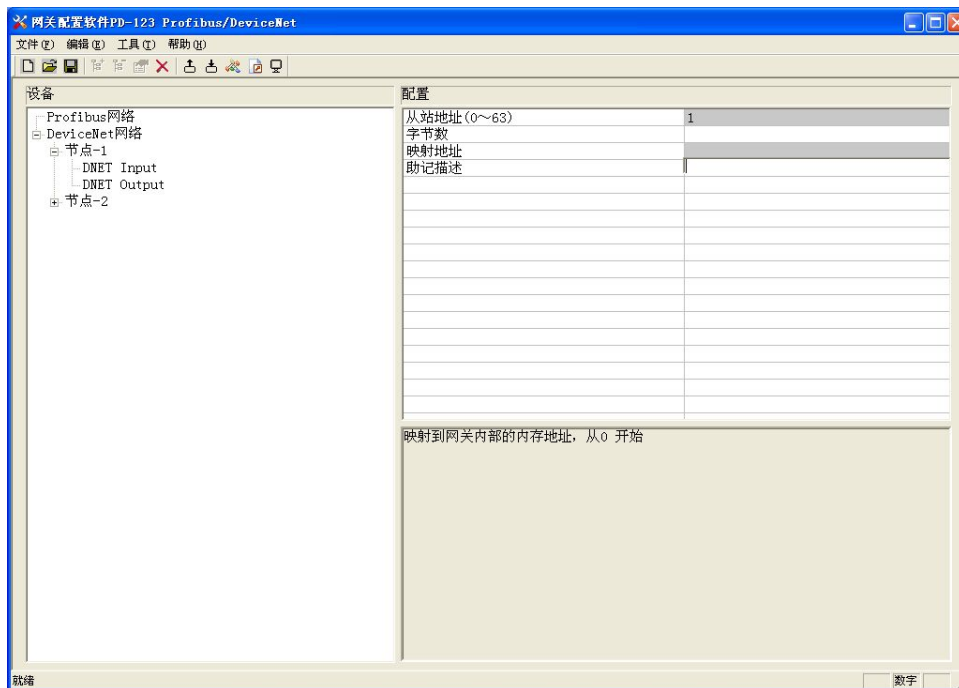 网关配置软件PD-123 Profibus/DeviceNet
文件(F) 编辑(E) 工具(T) 帮助(H)
设备
Profibus网络
DeviceNet网络
节点-1
DNET Input
DNET Output
节点-2
配置
从站地址(0～63) 1
字节数
映射地址
助记描述
映射到网关内部的内存地址，从0 开始
就绪 数字